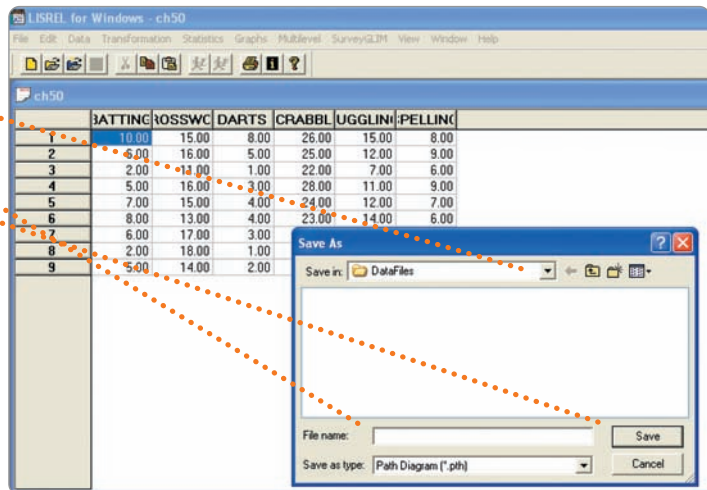 LISREL for Windows - ch50
File Edit Data Transformation Statistics Graphs Multilevel SurveyGLIM View Window Help
ch50
BATTING ROSSWC DARTS CRABBL UGGLIN PELLING
1 10.00 15.00 8.00 26.00 15.00 8.00
2 6.00 16.00 5.00 25.00 12.00 9.00
3 2.00 11.00 1.00 22.00 7.00 6.00
4 5.00 16.00 3.00 28.00 11.00 9.00
5 7.00 15.00 4.00 24.00 12.00 7.00
6 8.00 13.00 4.00 23.00 14.00 6.00
7 6.00 17.00 3.00
8 2.00 18.00 1.00
9 5.00 14.00 2.00
Save As
Save in: DataFiles
File name:
Save
Save as type: Path Diagram (*.pth)
Cancel